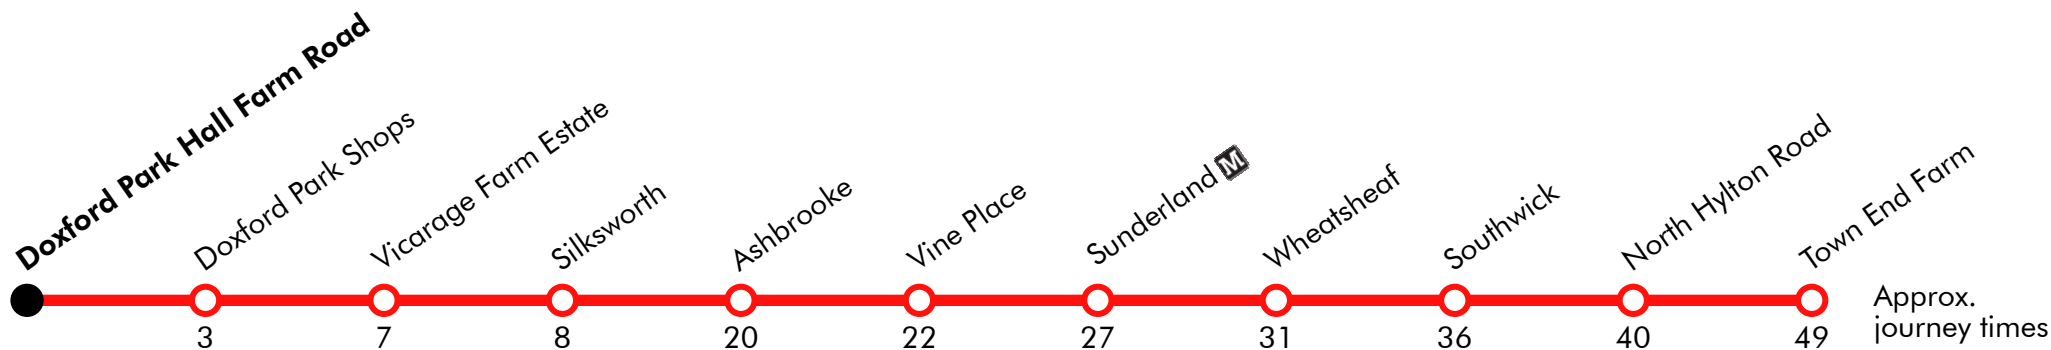 Doxford Park Hall Farm Road
Doxford Park Shops
Vicarage Farm Estate
Silksworth
Ashbrooke
Vine Place
Sunderland M
Wheatsheaf
Southwick
North Hylton Road
Town End Farm
3
7
8
20
22
27
31
36
40
49
Approx.
journey times